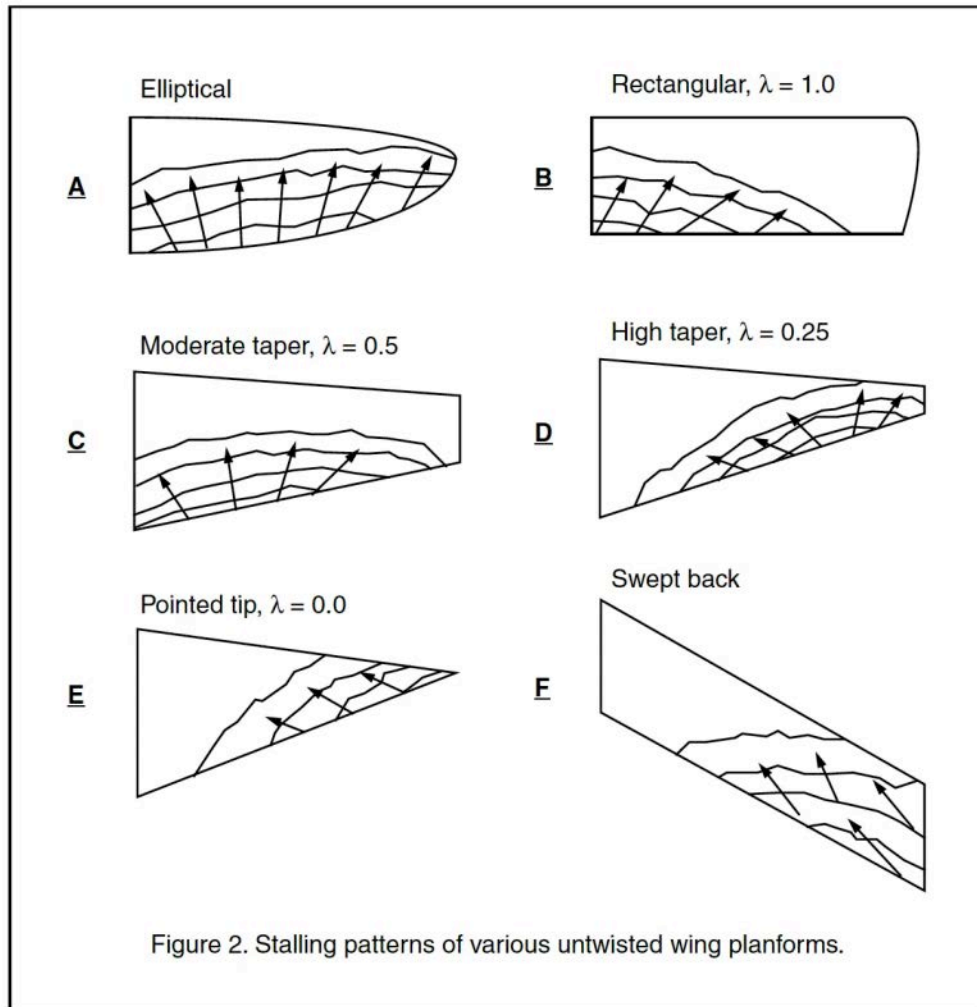 Elliptical
Rectangular, λ = 1.0
A
B
Moderate taper, λ = 0.5
High taper, λ = 0.25
C
D
Pointed tip, λ = 0.0
Swept back
E
F
Figure 2. Stalling patterns of various untwisted wing planforms.